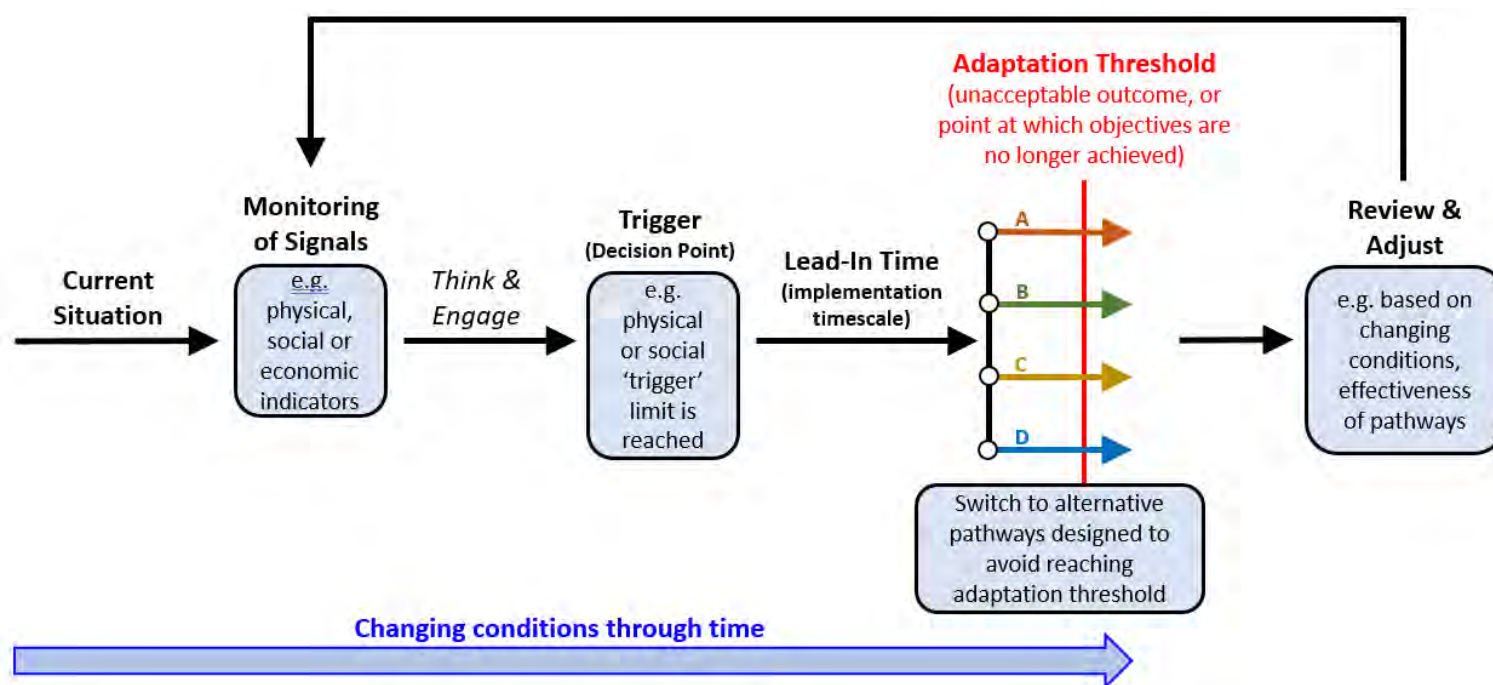 Adaptation Threshold
(unacceptable outcome, or
point at which objectives are
no longer achieved)
Current
Situation
Monitoring
of Signals
e.g.
physical,
social or
economic
indicators
Think &
Engage
Trigger
(Decision Point)
e.g.
physical
or social
‘trigger’
limit is
reached
Lead-In Time
(implementation
timescale)
A
B
C
D
Switch to alternative
pathways designed to
avoid reaching
adaptation threshold
Review &
Adjust
e.g. based on
changing
conditions,
effectiveness
of pathways
Changing conditions through time